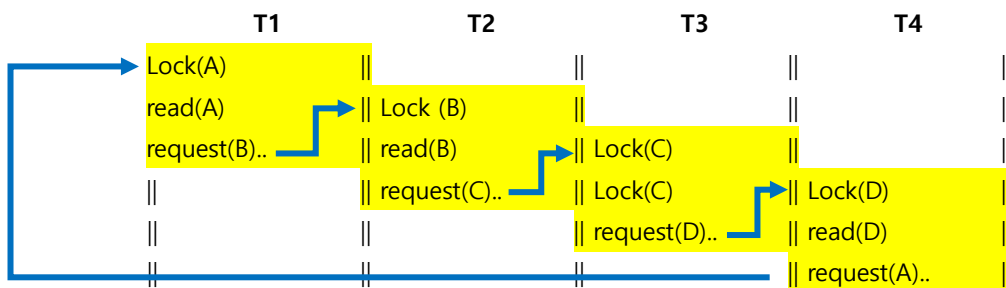 T1 T2 T3 T4
Lock(A) || || || |
read(A) || Lock (B) || || |
request(B).. || read(B) || Lock(C) || |
|| || request(C).. || Lock(C) || Lock(D) |
|| || || request(D).. || read(D) |
|| || || || request(A).. |